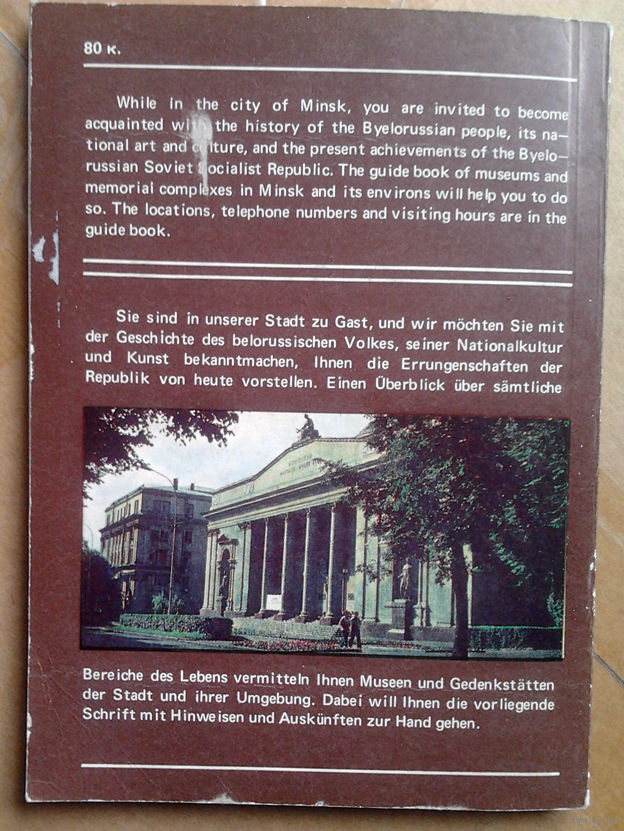 80 к.
While in the city of Minsk, you are invited to become
acquainted with the history of the Byelorussian people, its na—
tional art and culture, and the present achievements of the Byelo—
russian Soviet Socialist Republic. The guide book of museums and
memorial complexes in Minsk and its environs will help you to do
so. The locations, telephone numbers and visiting hours are in the
guide book.
Sie sind in unserer Stadt zu Gast, und wir möchten Sie mit
der Geschichte des belorussischen Volkes, seiner Nationalkultur
und Kunst bekanntmachen, Ihnen die Errungenschaften der
Republik von heute vorstellen. Einen Überblick über sämtliche
Bereiche des Lebens vermitteln Ihnen Museen und Gedenkstätten
der Stadt und ihrer Umgebung. Dabei will Ihnen die vorliegende
Schrift mit Hinweisen und Auskünften zur Hand gehen.